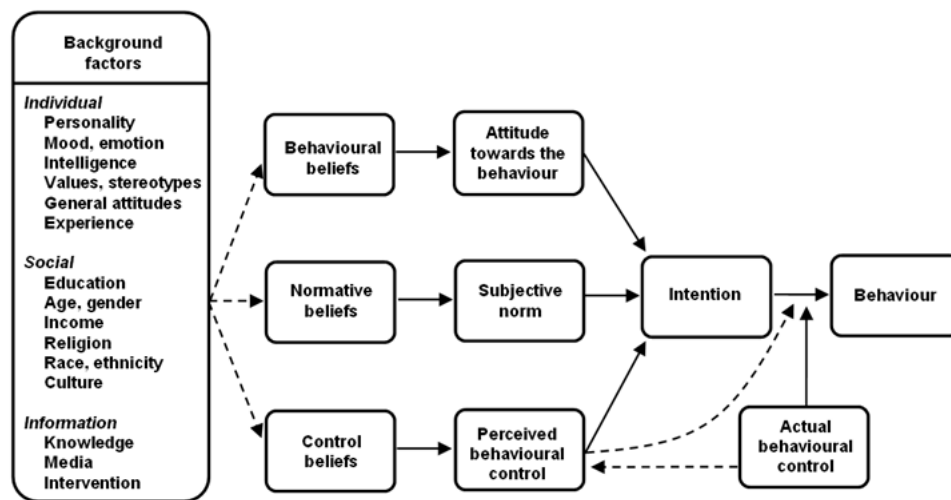 Background
factors
Individual
Personality
Mood, emotion
Intelligence
Values, stereotypes
General attitudes
Experience
Social
Education
Age, gender
Income
Religion
Race, ethnicity
Culture
Information
Knowledge
Media
Intervention
Behavioural
beliefs
Attitude
towards the
behaviour
Normative
beliefs
Subjective
norm
Intention
Behaviour
Control
beliefs
Perceived
behavioural
control
Actual
behavioural
control